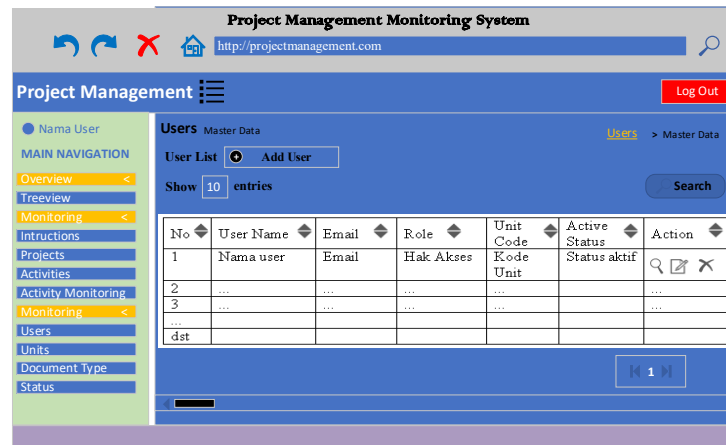 Project Management Monitoring System
http://projectmanagement.com
Project Management
Log Out
Nama User
MAIN NAVIGATION
Overview <
Treeview
Monitoring <
Intructions
Projects
Activities
Activity Monitoring
Monitoring <
Users
Units
Document Type
Status
Users Master Data
Users > Master Data
User List Add User
Show 10 entries
Search
No User Name Email Role Unit Code Active Status Action
1 Nama user Email Hak Akses Kode Unit Status aktif
2 ... ... ... ...
3 ... ... ... ...
...
dst
1